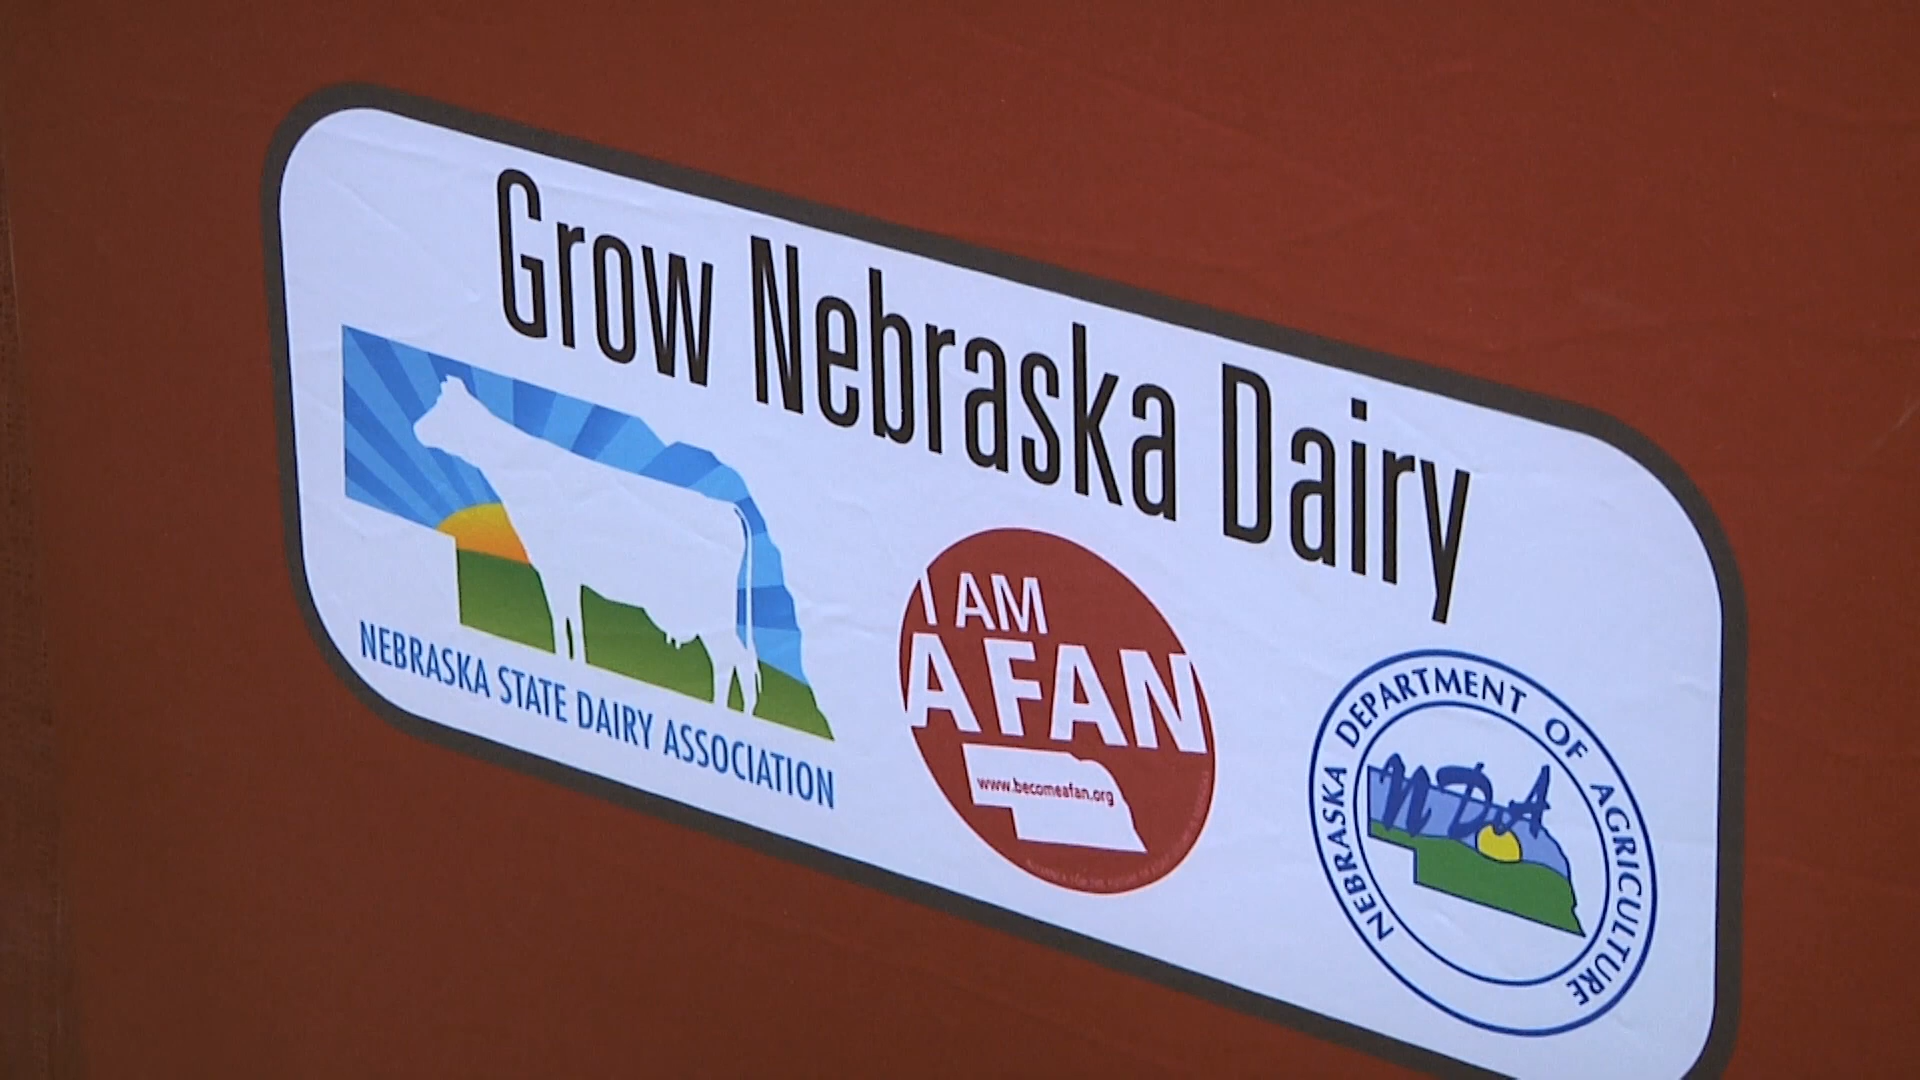 Grow Nebraska Dairy
NEBRASKA STATE DAIRY ASSOCIATION
I AM
A FAN
www.becomeafan.org
NEBRASKA DEPARTMENT OF AGRICULTURE
NDA